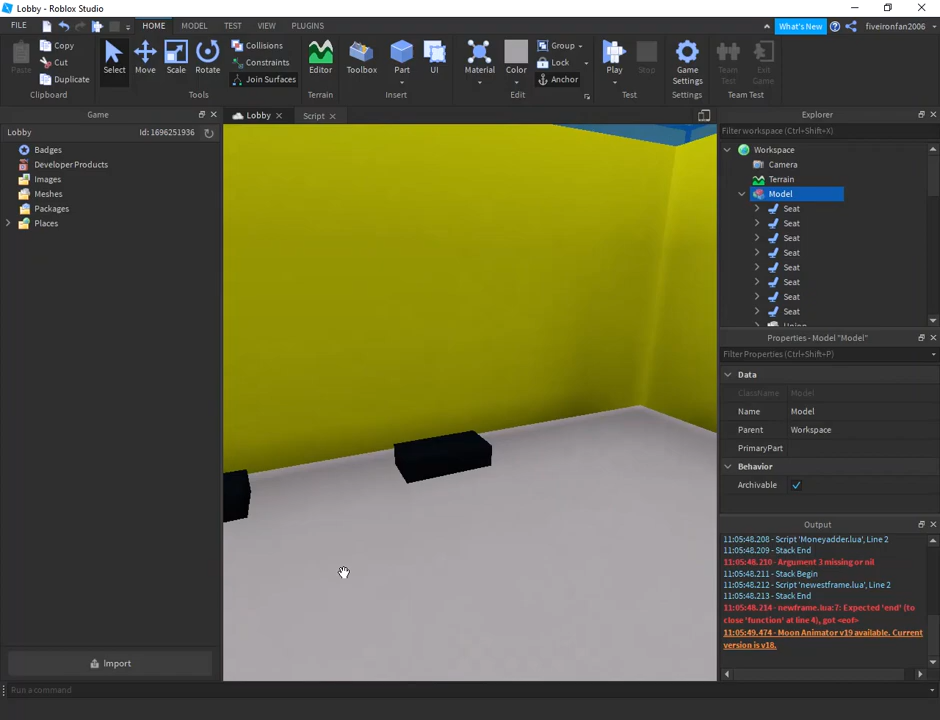 Lobby - Roblox Studio
FILE HOME MODEL TEST VIEW PLUGINS What's New fiveironfan2006
Paste Copy Cut Duplicate Select Move Scale Rotate Collisions Constraints Join Surfaces Editor Toolbox Part UI Material Color Group Lock Anchor Play Stop Game Settings Team Test Exit Game
Clipboard Tools Terrain Insert Edit Test Settings Team Test
Game
Lobby Id: 1696251936
Badges
Developer Products
Images
Meshes
Packages
Places
Import
Lobby Script
Explorer
Filter workspace (Ctrl+Shift+X)
Workspace
Camera
Terrain
Model
Seat
Seat
Seat
Seat
Seat
Seat
Seat
Seat
Union
Properties - Model "Model"
Filter Properties (Ctrl+Shift+P)
Data
ClassName Model
Name Model
Parent Workspace
PrimaryPart
Behavior
Archivable
Output
11:05:48.208 - Script 'Moneyadder.lua', Line 2
11:05:48.209 - Stack End
11:05:48.210 - Argument 3 missing or nil
11:05:48.211 - Stack Begin
11:05:48.212 - Script 'newestframe.lua', Line 2
11:05:48.213 - Stack End
11:05:48.214 - newframe.lua:7: Expected 'end' (to
close 'function' at line 4), got <eof>
11:05:49.474 - Moon Animator v19 available. Current
version is v18.
Run a command